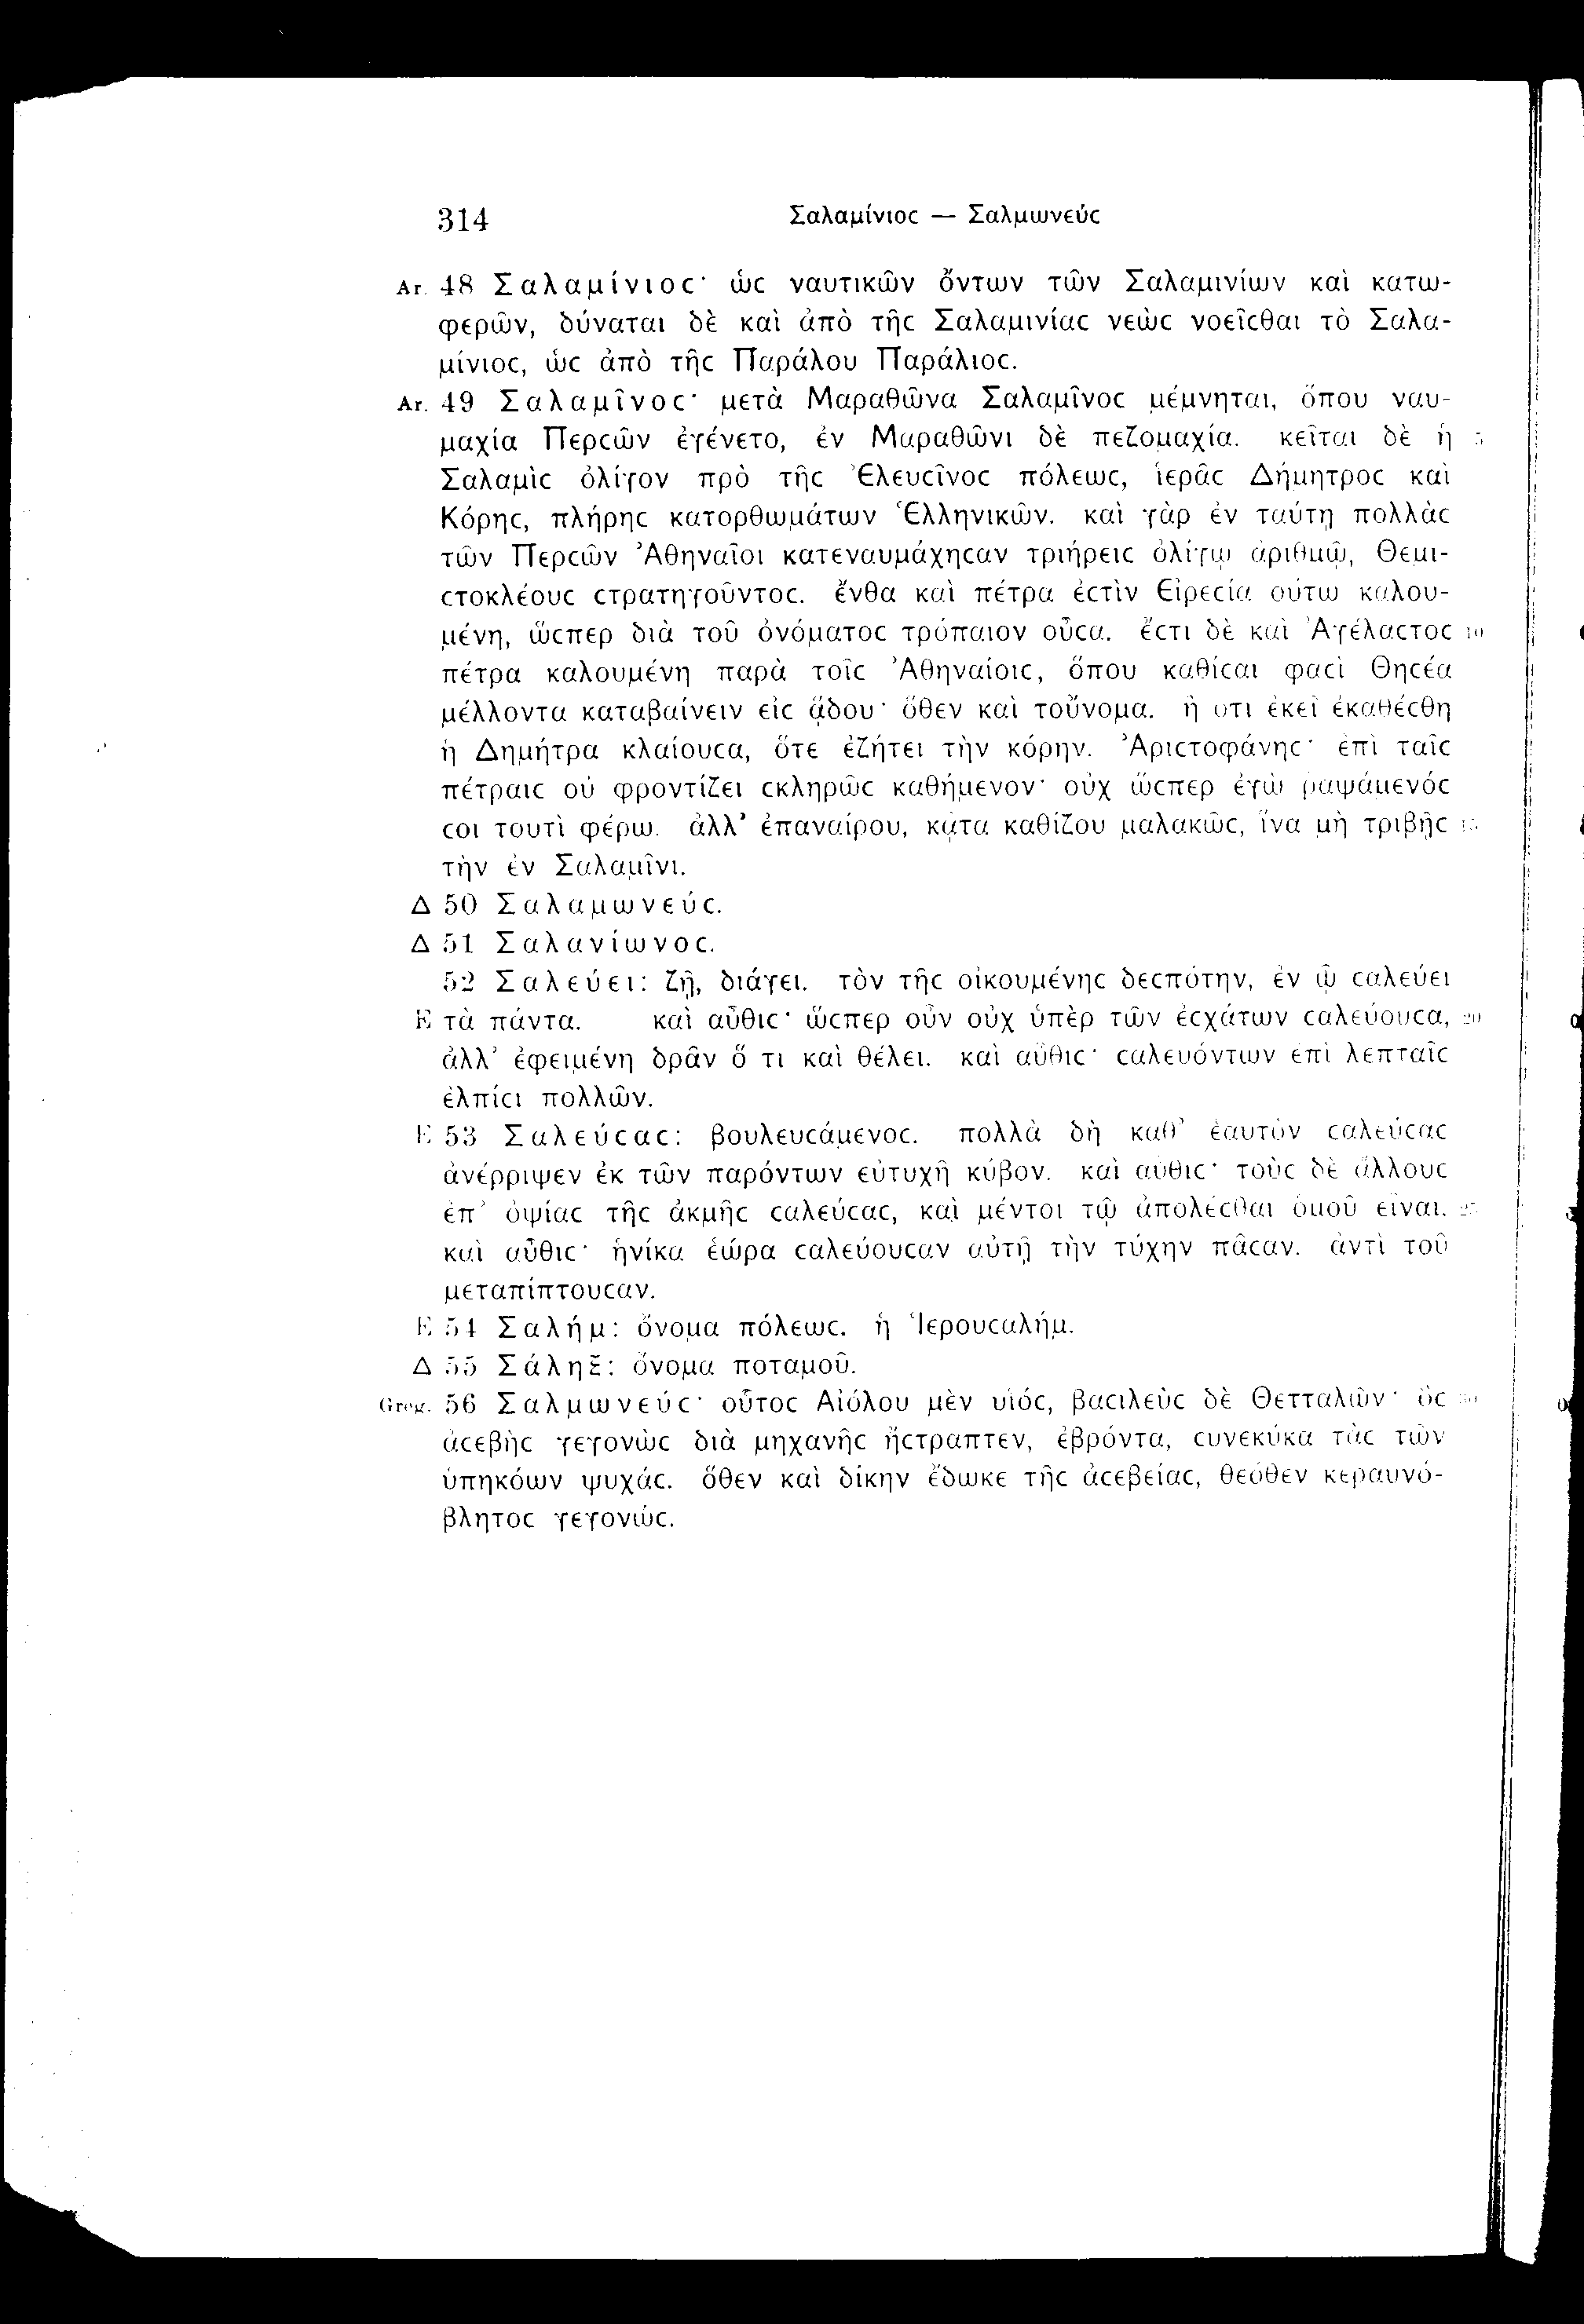 314 Σαλαμίνιοϲ — Σαλμωνεύϲ
Ar. 48 Σαλαμίνιοϲ· ὡϲ ναυτικῶν ὄντων τῶν Σαλαμινίων καὶ κατω-
φερῶν, δύναται δὲ καὶ ἀπὸ τῆϲ Σαλαμινίαϲ νεὼϲ νοεῖϲθαι τὸ Σαλα-
μίνιοϲ, ὡϲ ἀπὸ τῆϲ Παράλου Παράλιοϲ.
Ar. 49 Σαλαμῖνοϲ· μετὰ Μαραθῶνα Σαλαμῖνοϲ μέμνηται, ὅπου ναυ-
μαχία Περϲῶν ἐγένετο, ἐν Μαραθῶνι δὲ πεζομαχία. κεῖται δὲ ἡ 5
Σαλαμὶϲ ὀλίγον πρὸ τῆϲ Ἐλευϲῖνοϲ πόλεωϲ, ἱερᾶϲ Δήμητροϲ καὶ
Κόρηϲ, πλήρηϲ κατορθωμάτων Ἑλληνικῶν. καὶ γὰρ ἐν ταύτῃ πολλὰϲ
τῶν Περϲῶν Ἀθηναῖοι κατεναυμάχηϲαν τριήρειϲ ὀλίγῳ ἀριθμῷ, Θεμι-
ϲτοκλέουϲ ϲτρατηγοῦντοϲ. ἔνθα καὶ πέτρα ἐϲτὶν Εἰρεϲία οὕτω καλου-
μένη, ὥϲπερ διὰ τοῦ ὀνόματοϲ τρόπαιον οὖϲα. ἔϲτι δὲ καὶ Ἀγέλαϲτοϲ 10
πέτρα καλουμένη παρὰ τοῖϲ Ἀθηναίοιϲ, ὅπου καθίϲαι φαϲὶ Θηϲέα
μέλλοντα καταβαίνειν εἰϲ ᾅδου· ὅθεν καὶ τοὔνομα. ἢ ὅτι ἐκεῖ ἐκαθέϲθη
ἡ Δημήτρα κλαίουϲα, ὅτε ἐζήτει τὴν κόρην. Ἀριϲτοφάνηϲ· ἐπὶ ταῖϲ
πέτραιϲ οὐ φροντίζει ϲκληρῶϲ καθήμενον· οὐχ ὥϲπερ ἐγὼ ῥαψάμενόϲ
ϲοι τουτὶ φέρω. ἀλλ’ ἐπαναίρου, κᾆτα καθίζου μαλακῶϲ, ἵνα μὴ τριβῇϲ 15
τὴν ἐν Σαλαμῖνι.
Δ 50 Σαλαμωνεύϲ.
Δ 51 Σαλανίωνοϲ.
52 Σαλεύει: ζῇ, διάγει. τὸν τῆϲ οἰκουμένηϲ δεϲπότην, ἐν ᾧ ϲαλεύει
E τὰ πάντα. καὶ αὖθιϲ· ὥϲπερ οὖν οὐχ ὑπὲρ τῶν ἐϲχάτων ϲαλεύουϲα, 20
ἀλλ’ ἐφειμένη δρᾶν ὅ τι καὶ θέλει. καὶ αὖθιϲ· ϲαλευόντων ἐπὶ λεπταῖϲ
ἐλπίϲι πολλῶν.
E 53 Σαλεύϲαϲ: βουλευϲάμενοϲ. πολλὰ δὴ καθ’ ἑαυτὸν ϲαλεύϲαϲ
ἀνέρριψεν ἐκ τῶν παρόντων εὐτυχῆ κύβον. καὶ αὖθιϲ· τοὺϲ δὲ ἄλλουϲ
ἐπ’ ὀψίαϲ τῆϲ ἀκμῆϲ ϲαλεύϲαϲ, καὶ μέντοι τῷ ἀπολέϲθαι ὁμοῦ εἶναι. 25
καὶ αὖθιϲ· ἡνίκα ἑώρα ϲαλεύουϲαν αὐτῇ τὴν τύχην πᾶϲαν. ἀντὶ τοῦ
μεταπίπτουϲαν.
E 54 Σαλήμ: ὄνομα πόλεωϲ. ἡ Ἱερουϲαλήμ.
Δ 55 Σάληξ: ὄνομα ποταμοῦ.
Greg. 56 Σαλμωνεύϲ· οὗτοϲ Αἰόλου μὲν υἱόϲ, βαϲιλεὺϲ δὲ Θετταλῶν· ὃϲ 30
ἀϲεβὴϲ γεγονὼϲ διὰ μηχανῆϲ ἤϲτραπτεν, ἐβρόντα, ϲυνεκύκα τὰϲ τῶν
ὑπηκόων ψυχάϲ. ὅθεν καὶ δίκην ἔδωκε τῆϲ ἀϲεβείαϲ, θεόθεν κεραυνό-
βλητοϲ γεγονώϲ.